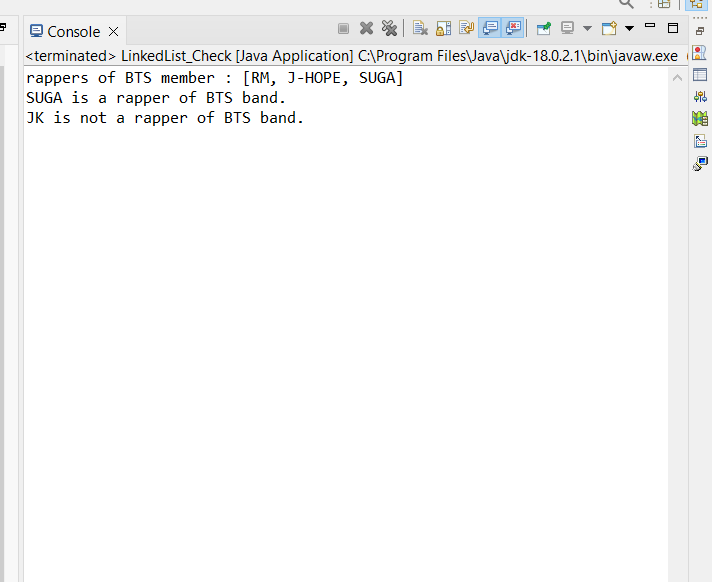 Console
<terminated> LinkedList_Check [Java Application] C:\Program Files\Java\jdk-18.0.2.1\bin\javaw.exe
rappers of BTS member : [RM, J-HOPE, SUGA]
SUGA is a rapper of BTS band.
JK is not a rapper of BTS band.